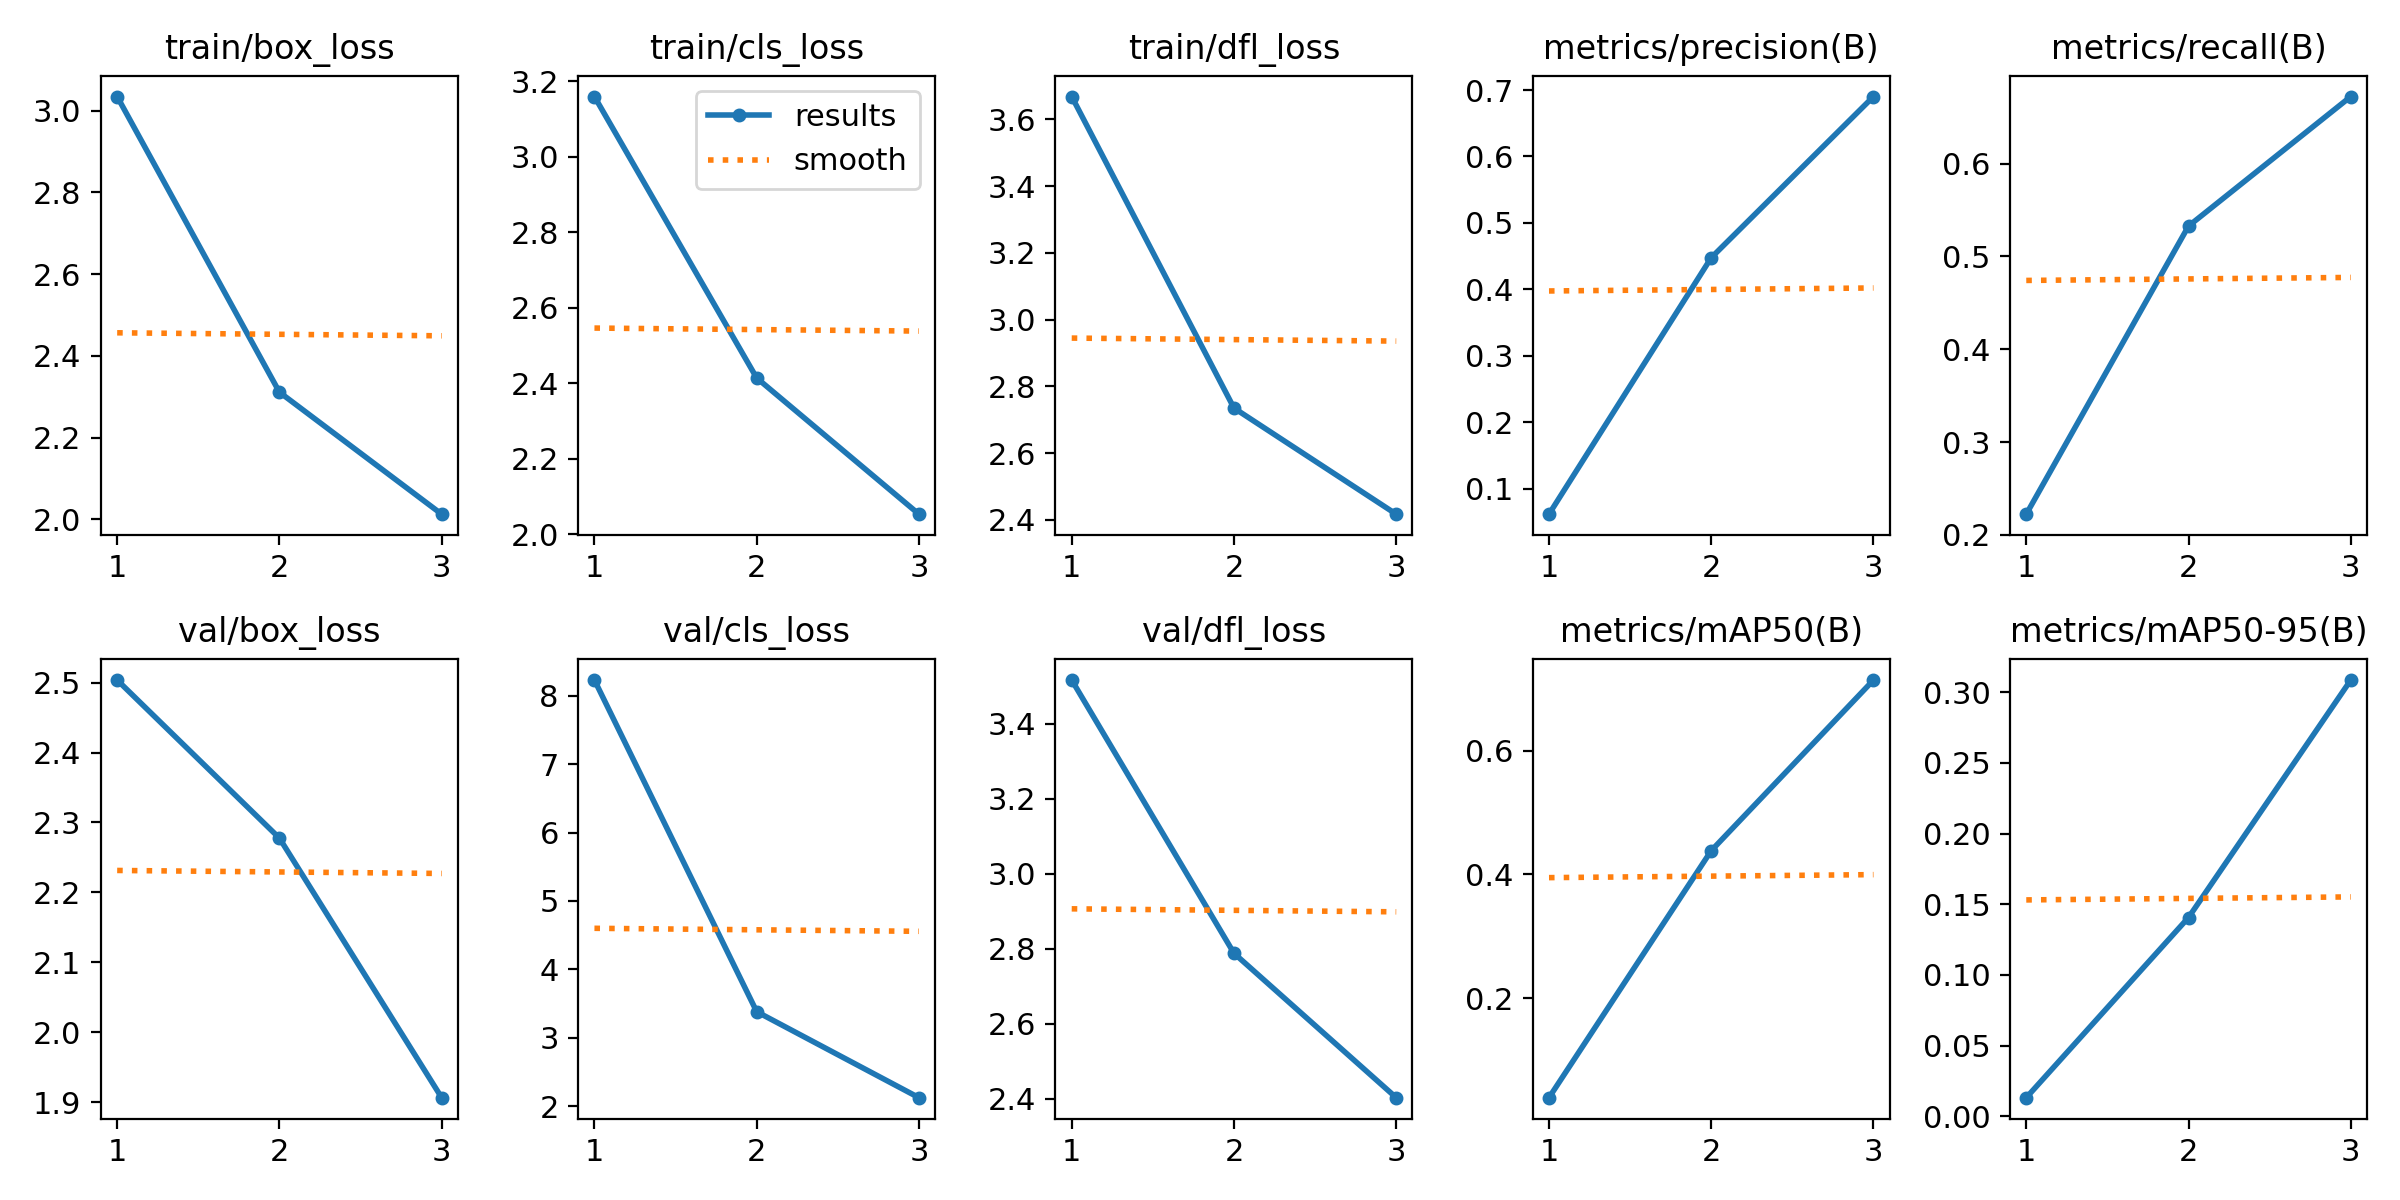 train/box_loss
3.0
2.8
2.6
2.4
2.2
2.0
1 2 3
train/cls_loss
results
smooth
3.2
3.0
2.8
2.6
2.4
2.2
2.0
1 2 3
train/dfl_loss
3.6
3.4
3.2
3.0
2.8
2.6
2.4
1 2 3
metrics/precision(B)
0.7
0.6
0.5
0.4
0.3
0.2
0.1
1 2 3
metrics/recall(B)
0.6
0.5
0.4
0.3
0.2
1 2 3
val/box_loss
2.5
2.4
2.3
2.2
2.1
2.0
1.9
1 2 3
val/cls_loss
8
7
6
5
4
3
2
1 2 3
val/dfl_loss
3.4
3.2
3.0
2.8
2.6
2.4
1 2 3
metrics/mAP50(B)
0.6
0.4
0.2
1 2 3
metrics/mAP50-95(B)
0.30
0.25
0.20
0.15
0.10
0.05
0.00
1 2 3